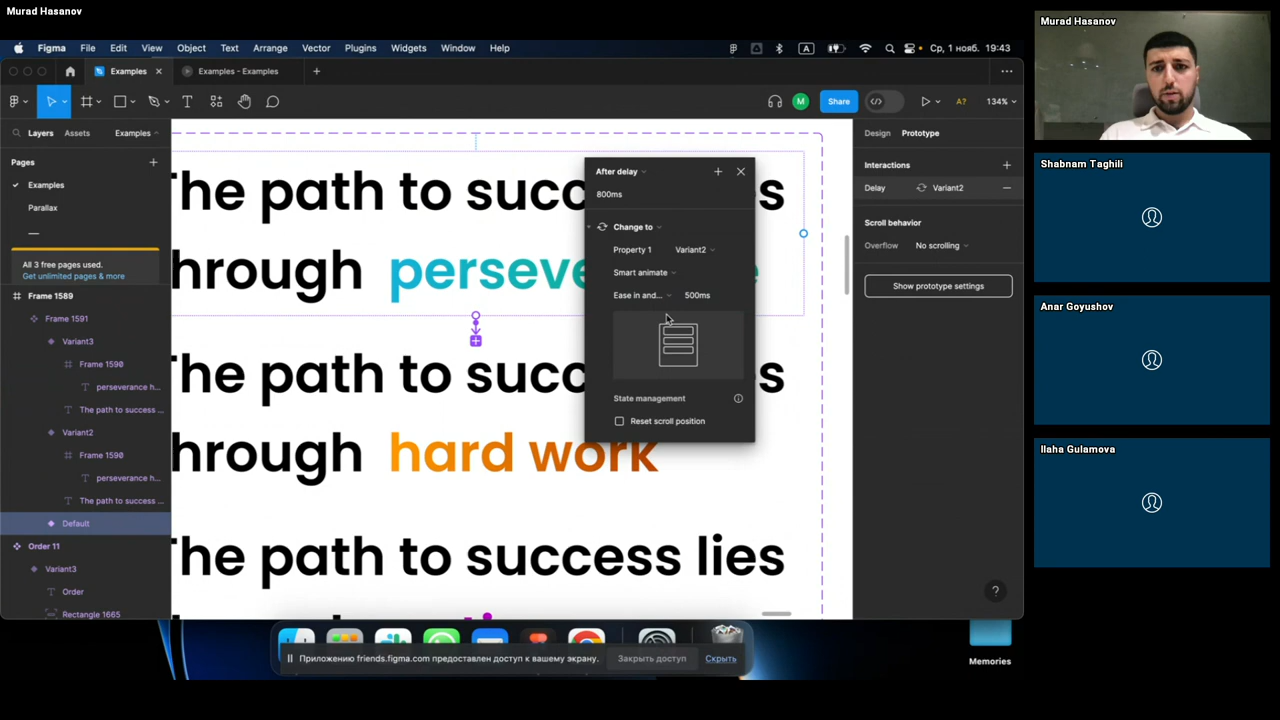 Murad Hasanov
Figma File Edit View Object Text Arrange Vector Plugins Widgets Window Help
A
Ср, 1 нояб. 19:43
Examples
Examples - Examples
M
Share
A?
134%
Layers Assets Examples
Pages
Examples
Parallax
All 3 free pages used.
Get unlimited pages & more
Frame 1589
Frame 1591
Variant3
Frame 1590
perseverance h...
The path to success ...
Variant2
Frame 1590
perseverance h...
The path to success ...
Default
Order 11
Variant3
Order
Rectangle 1665
The path to succ s
hrough perseve e
The path to succ s
hrough hard work
The path to success lies
After delay
800ms
Change to
Property 1 Variant2
Smart animate
Ease in and... 500ms
State management
Reset scroll position
Design Prototype
Interactions
Delay Variant2
Scroll behavior
Overflow No scrolling
Show prototype settings
?
Приложению friends.figma.com предоставлен доступ к вашему экрану. Закрыть доступ Скрыть
Memories
Murad Hasanov
Shabnam Taghili
Anar Goyushov
Ilaha Gulamova